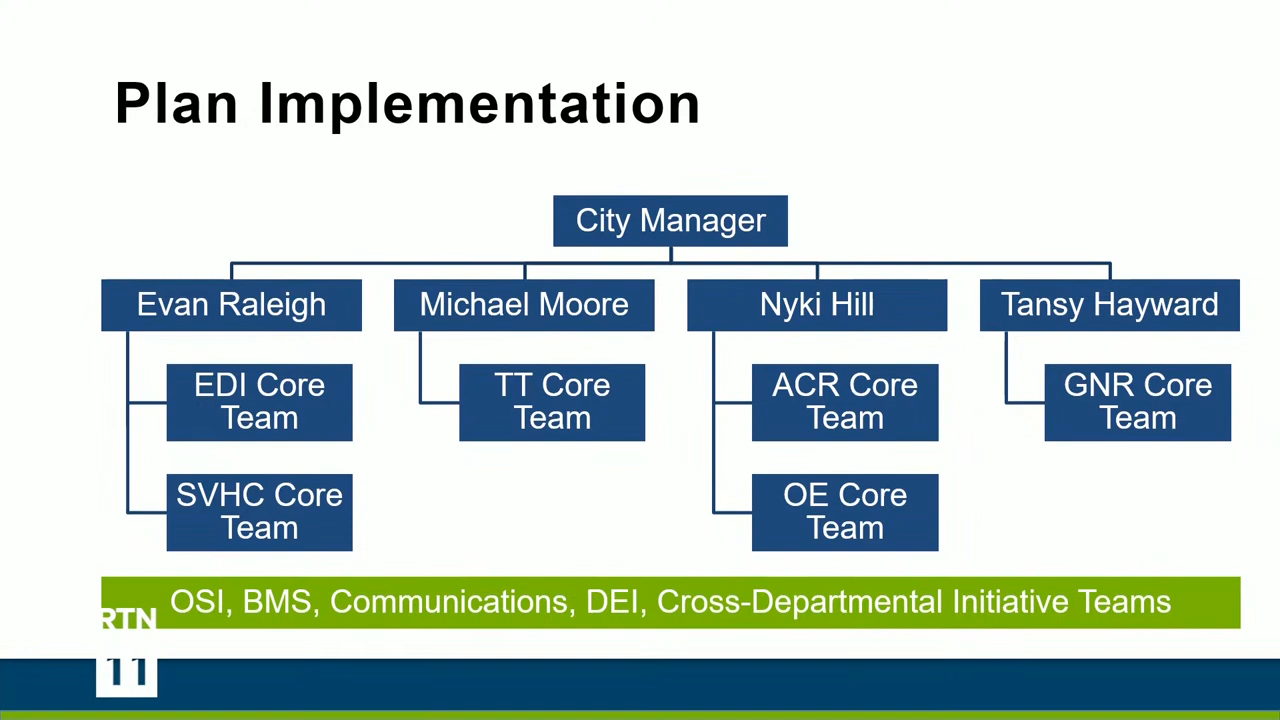 Plan Implementation
City Manager
Evan Raleigh
Michael Moore
Nyki Hill
Tansy Hayward
EDI Core
Team
TT Core
Team
ACR Core
Team
GNR Core
Team
SVHC Core
Team
OE Core
Team
OSI, BMS, Communications, DEI, Cross-Departmental Initiative Teams
RTN
11